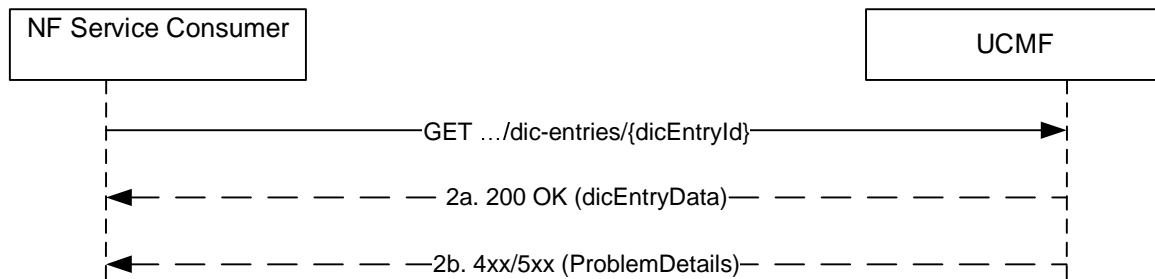 NF Service Consumer
UCMF
GET …/dic-entries/{dicEntryId}
2a. 200 OK (dicEntryData)
2b. 4xx/5xx (ProblemDetails)